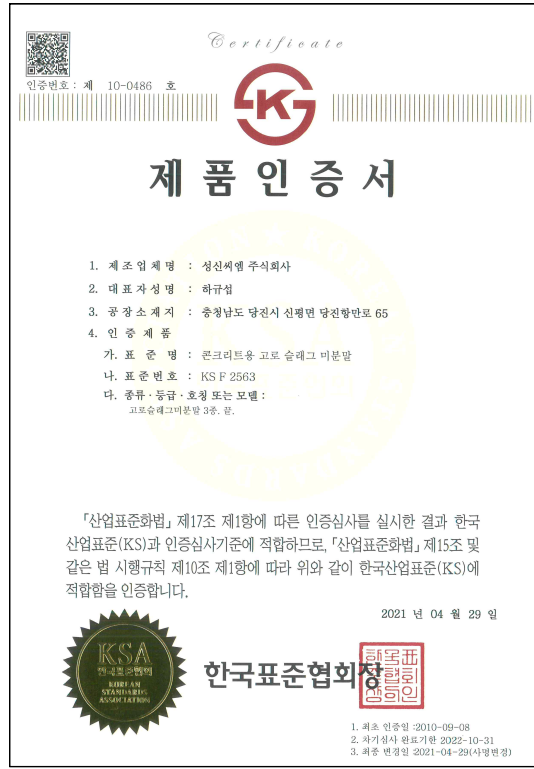 Certificate
인증번호 : 제 10-0486 호
K
제 품 인 증 서
1. 제 조 업 체 명 : 성신씨엠 주식회사
2. 대 표 자 성 명 : 하규섭
3. 공 장 소 재 지 : 충청남도 당진시 신평면 당진항만로 65
4. 인 증 제 품
가. 표 준 명 : 콘크리트용 고로 슬래그 미분말
나. 표 준 번 호 : KS F 2563
다. 종류 · 등급 · 호칭 또는 모델 :
고로슬래그미분말 3종. 끝.
「산업표준화법」 제17조 제1항에 따른 인증심사를 실시한 결과 한국
산업표준(KS)과 인증심사기준에 적합하므로, 「산업표준화법」 제15조 및
같은 법 시행규칙 제10조 제1항에 따라 위와 같이 한국산업표준(KS)에
적합함을 인증합니다.
2021 년 04 월 29 일
KSA
한국표준협회
KOREAN
STANDARDS
ASSOCIATION
한국표준협회장
1. 최초 인증일 :2010-09-08
2. 차기심사 완료기한 2022-10-31
3. 최종 변경일 :2021-04-29(사명변경)